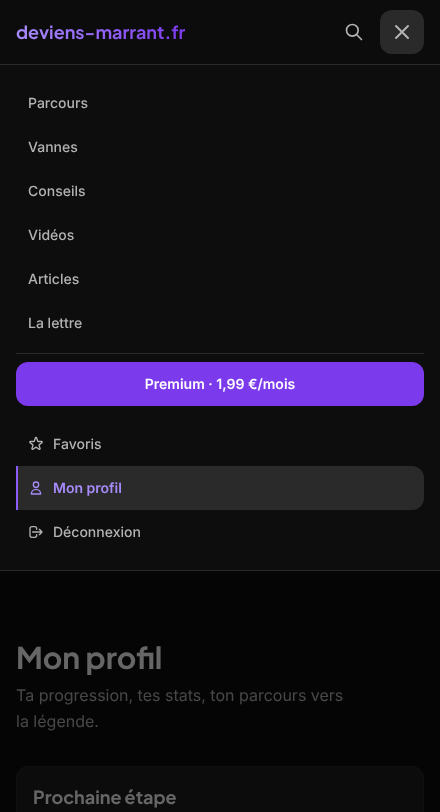 deviens-marrant.fr
Parcours
Vannes
Conseils
Vidéos
Articles
La lettre
Premium · 1,99 €/mois
Favoris
Mon profil
Déconnexion
Mon profil
Ta progression, tes stats, ton parcours vers
la légende.
Prochaine étape